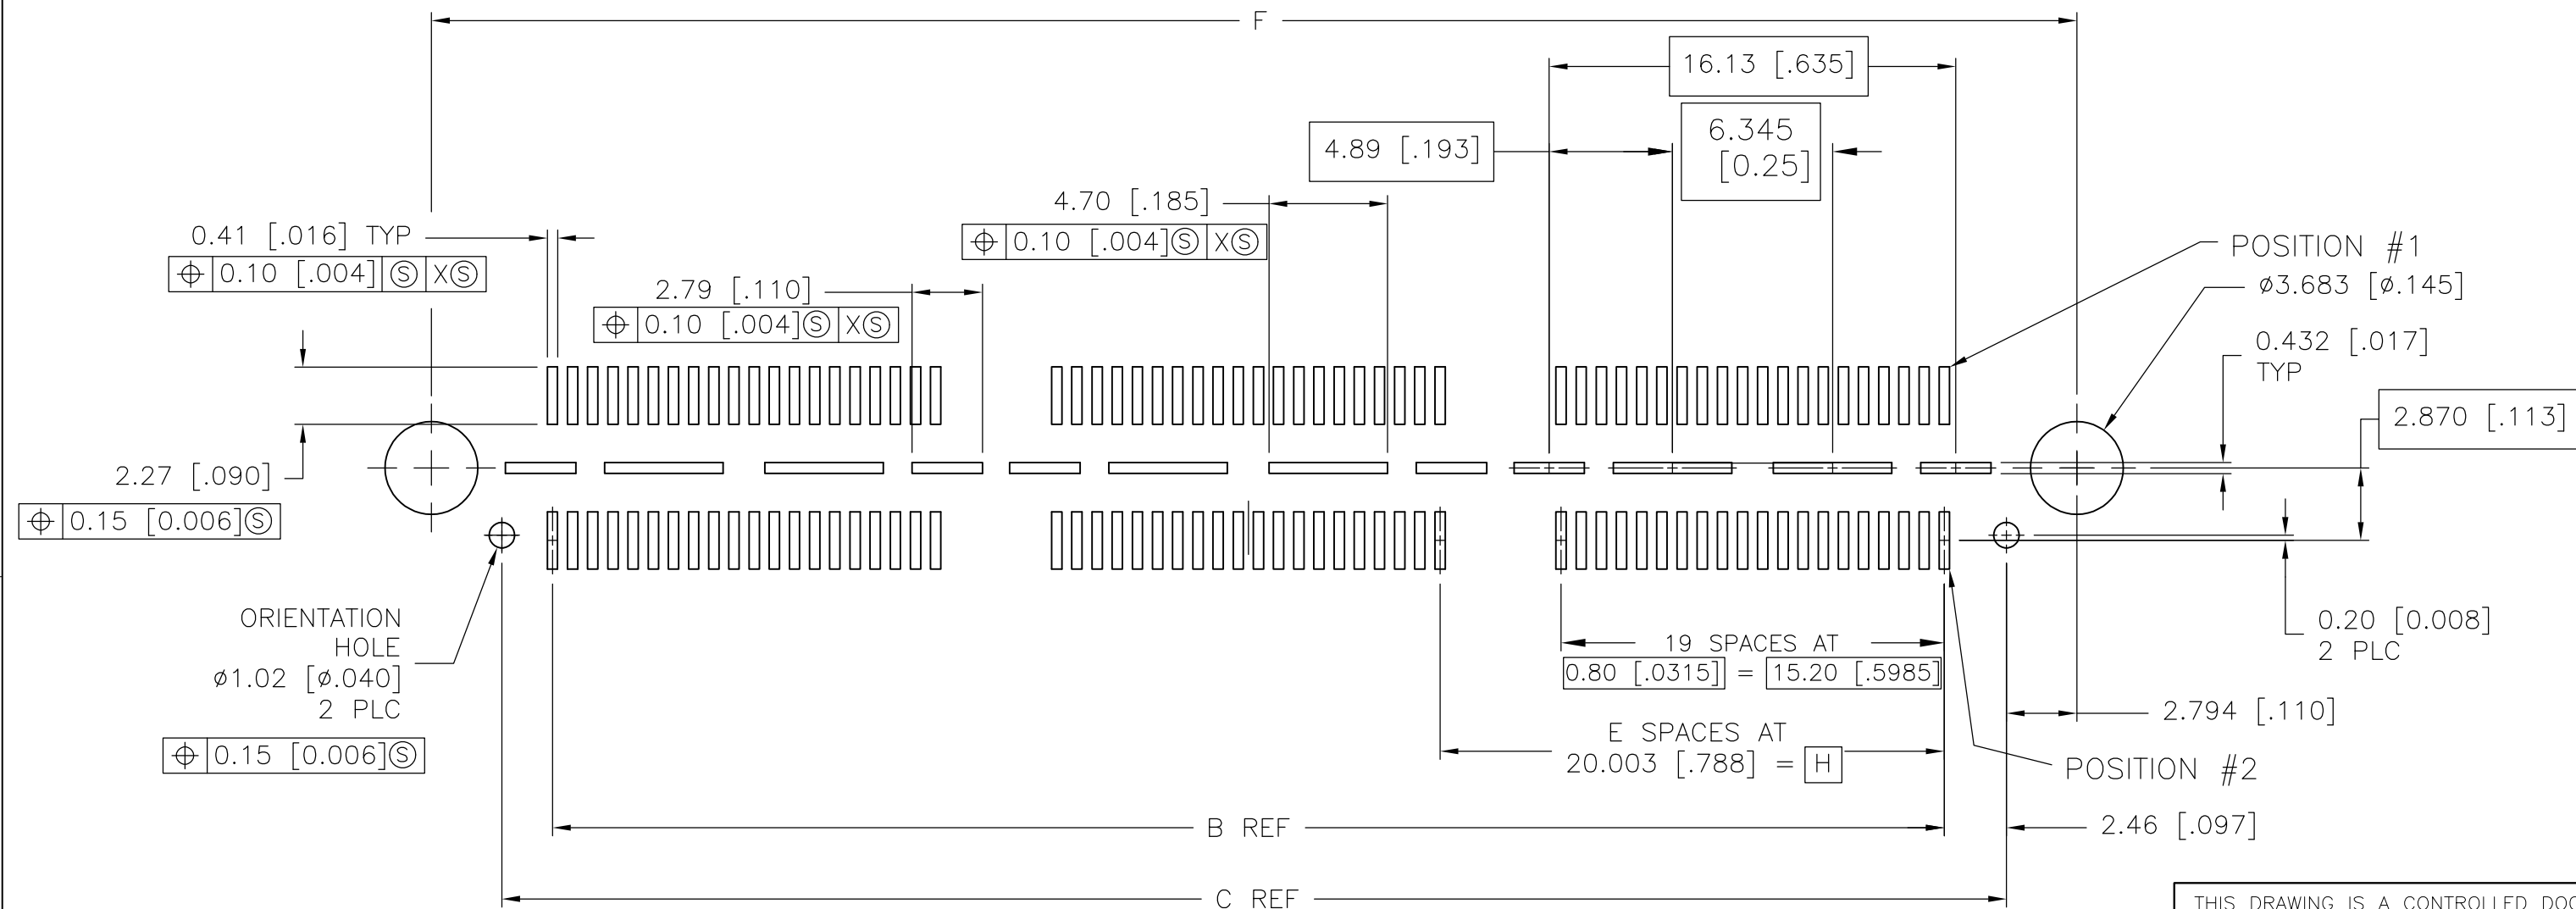 F
16.13 [.635]
4.89 [.193]
6.345
[0.25]
4.70 [.185]
⌖ 0.10 [.004]Ⓢ XⓈ
0.41 [.016] TYP
⌖ 0.10 [.004] Ⓢ XⓈ
2.79 [.110]
⌖ 0.10 [.004]Ⓢ XⓈ
POSITION #1
ø3.683 [ø.145]
0.432 [.017]
TYP
2.870 [.113]
2.27 [.090]
⌖ 0.15 [0.006]Ⓢ
ORIENTATION
HOLE
ø1.02 [ø.040]
2 PLC
⌖ 0.15 [0.006]Ⓢ
19 SPACES AT
0.80 [.0315] = 15.20 [.5985]
0.20 [0.008]
2 PLC
E SPACES AT
20.003 [.788] = H
2.794 [.110]
POSITION #2
B REF
2.46 [.097]
C REF
THIS DRAWING IS A CONTROLLED DOC